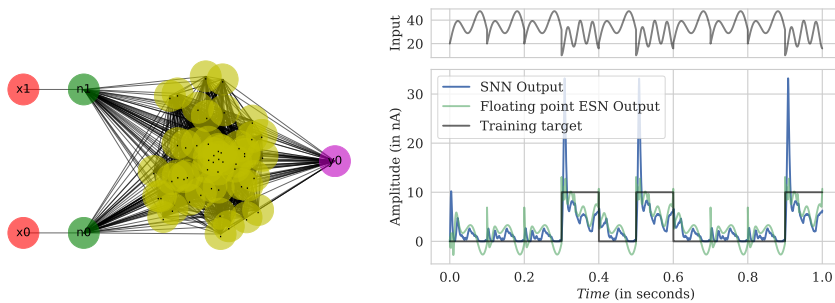 x1
n1
y0
x0
n0
Input
40
20
SNN Output
Floating point ESN Output
Training target
Amplitude (in nA)
30
20
10
0
0.0 0.2 0.4 0.6 0.8 1.0
Time (in seconds)